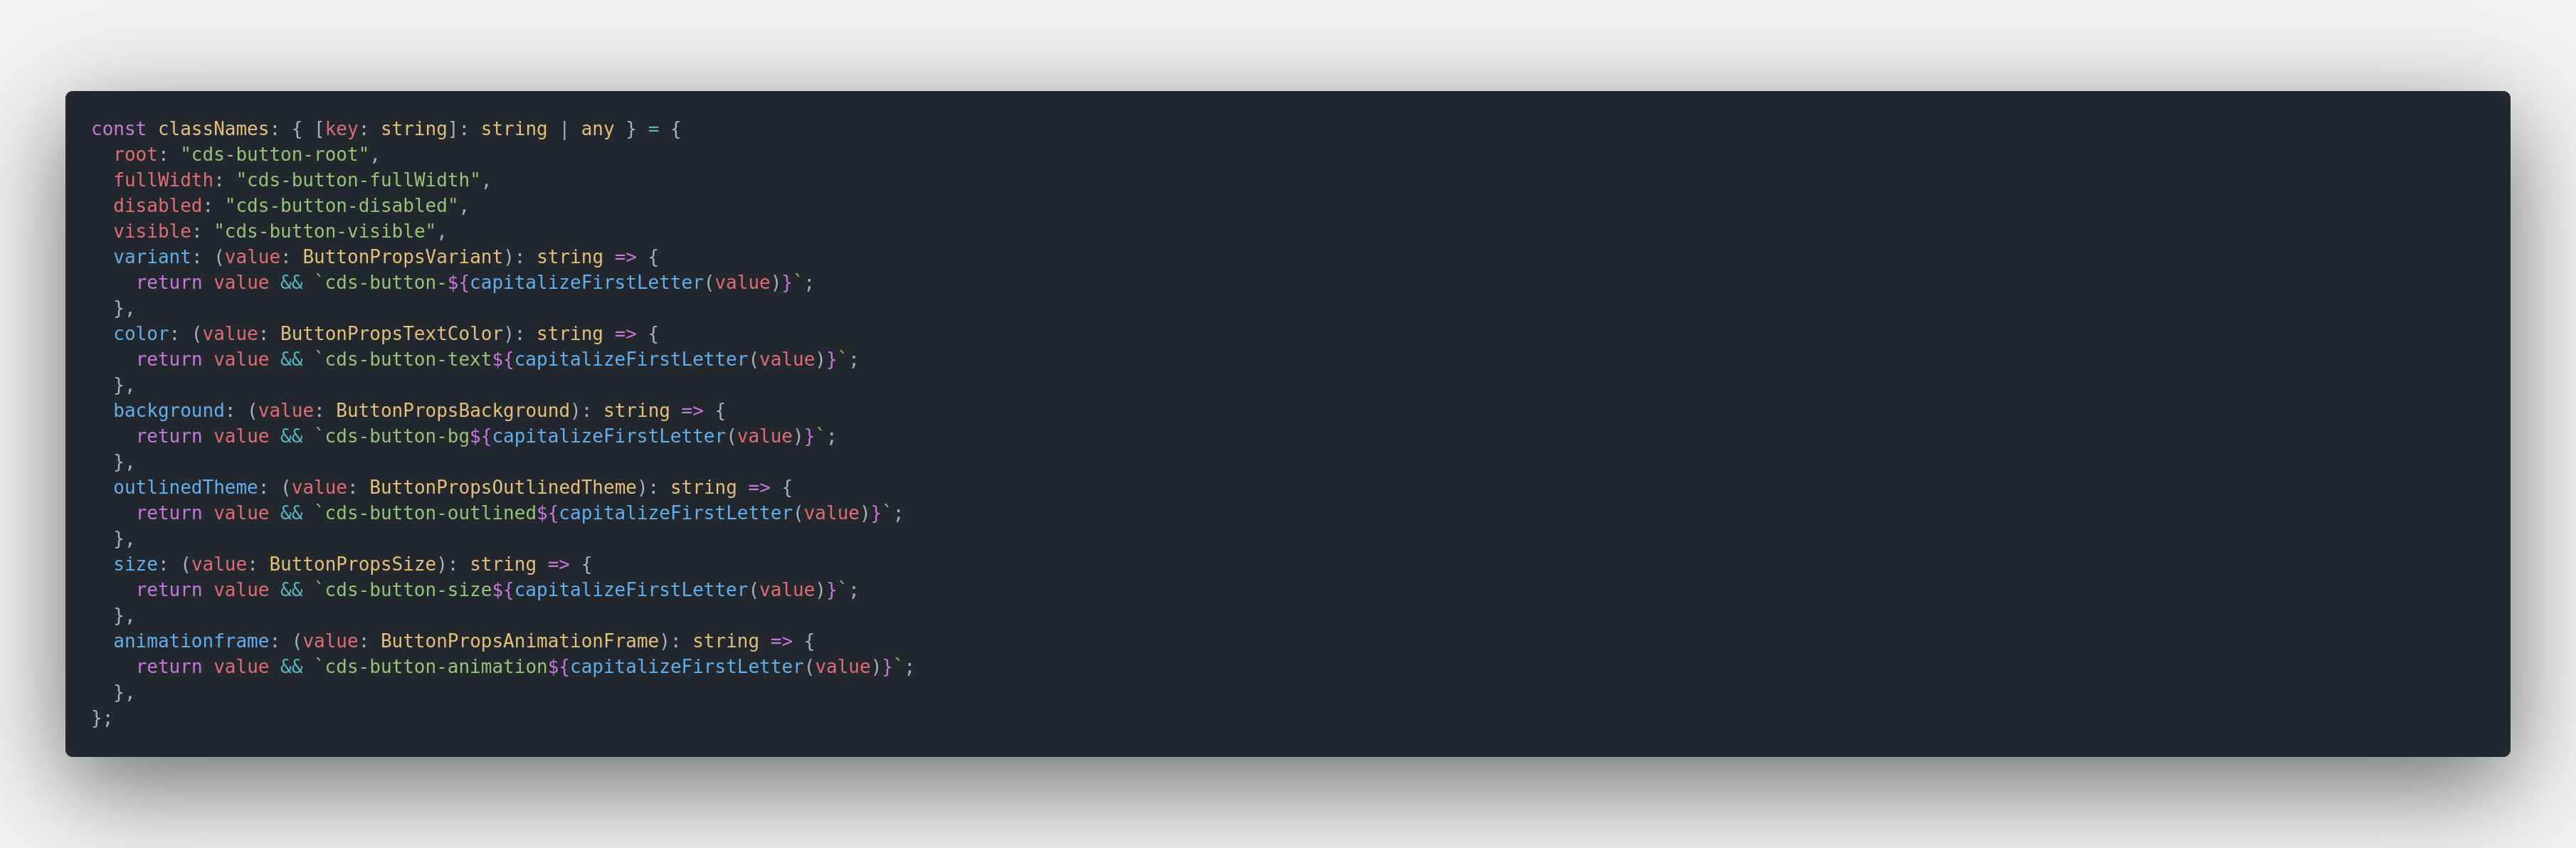 const classNames: { [key: string]: string | any } = {
  root: "cds-button-root",
  fullWidth: "cds-button-fullWidth",
  disabled: "cds-button-disabled",
  visible: "cds-button-visible",
  variant: (value: ButtonPropsVariant): string => {
    return value && `cds-button-${capitalizeFirstLetter(value)}`;
  },
  color: (value: ButtonPropsTextColor): string => {
    return value && `cds-button-text${capitalizeFirstLetter(value)}`;
  },
  background: (value: ButtonPropsBackground): string => {
    return value && `cds-button-bg${capitalizeFirstLetter(value)}`;
  },
  outlinedTheme: (value: ButtonPropsOutlinedTheme): string => {
    return value && `cds-button-outlined${capitalizeFirstLetter(value)}`;
  },
  size: (value: ButtonPropsSize): string => {
    return value && `cds-button-size${capitalizeFirstLetter(value)}`;
  },
  animationframe: (value: ButtonPropsAnimationFrame): string => {
    return value && `cds-button-animation${capitalizeFirstLetter(value)}`;
  },
};